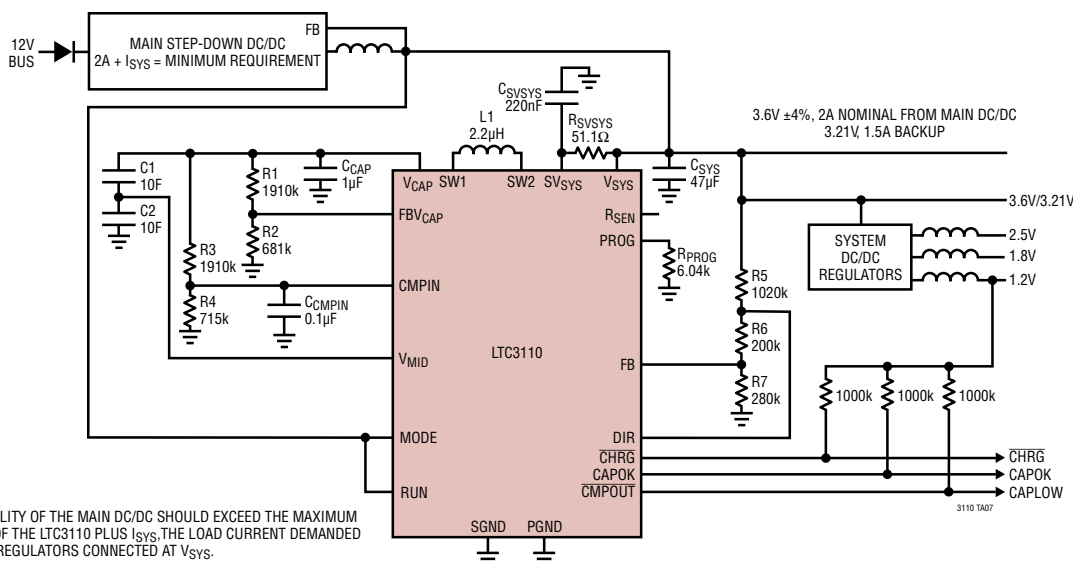 12V
BUS
MAIN STEP-DOWN DC/DC
2A + ISYS = MINIMUM REQUIREMENT
FB
CSVSYS
220nF
L1
2.2µH
RSVSYS
51.1Ω
3.6V ±4%, 2A NOMINAL FROM MAIN DC/DC
3.21V, 1.5A BACKUP
C1
10F
C2
10F
R1
1910k
CCAP
1µF
R2
681k
R3
1910k
R4
715k
CCMPIN
0.1µF
VCAP
SW1
SW2
SVSYS
VSYS
CSYS
47µF
FBVCAP
RSEN
PROG
RPROG
6.04k
CMPIN
VMID
LTC3110
FB
MODE
RUN
DIR
CHRG
CAPOK
CMPOUT
SGND
PGND
R5
1020k
R6
200k
R7
280k
3.6V/3.21V
SYSTEM
DC/DC
REGULATORS
2.5V
1.8V
1.2V
1000k
1000k
1000k
CHRG
CAPOK
CAPLOW
3110 TA07
LITY OF THE MAIN DC/DC SHOULD EXCEED THE MAXIMUM
OF THE LTC3110 PLUS ISYS,THE LOAD CURRENT DEMANDED
REGULATORS CONNECTED AT VSYS.